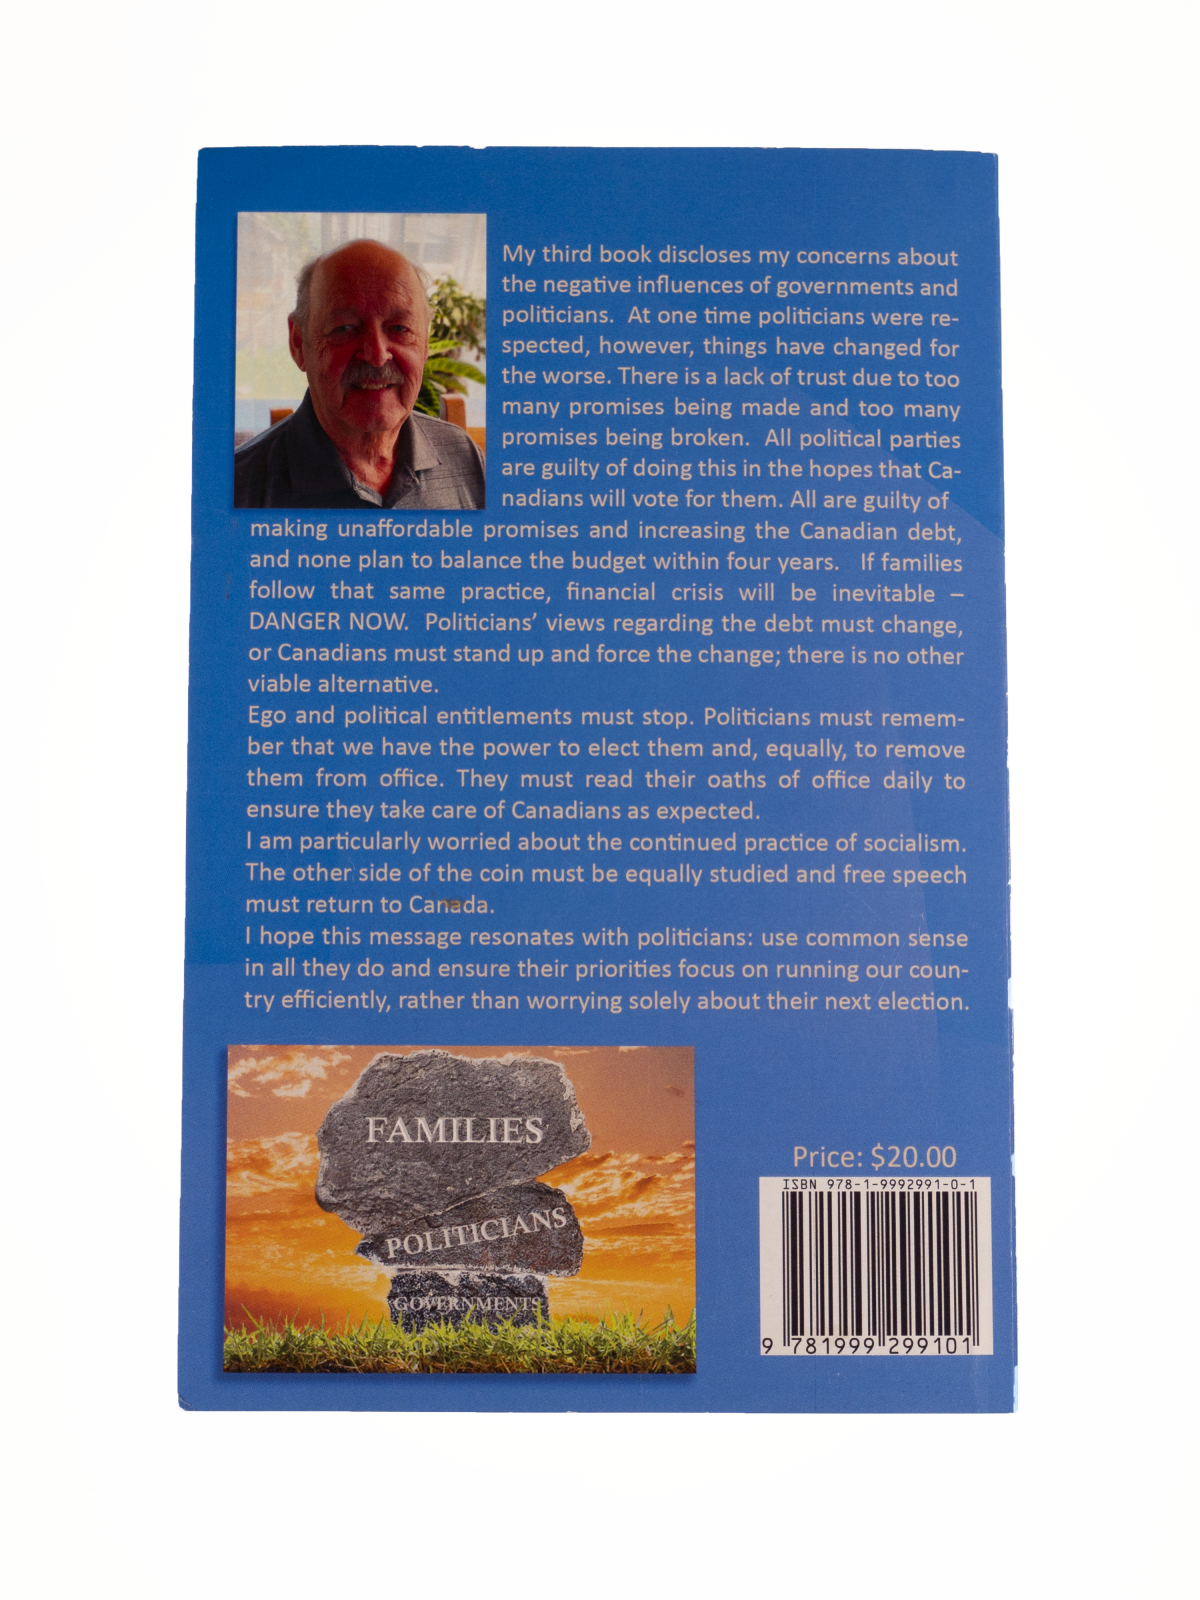 My third book discloses my concerns about
the negative influences of governments and
politicians.  At one time politicians were re-
spected, however, things have changed for
the worse. There is a lack of trust due to too
many promises being made and too many
promises being broken.  All political parties
are guilty of doing this in the hopes that Ca-
nadians will vote for them. All are guilty of
making unaffordable promises and increasing the Canadian debt,
and none plan to balance the budget within four years.   If families
follow that same practice, financial crisis will be inevitable –
DANGER NOW.  Politicians’ views regarding the debt must change,
or Canadians must stand up and force the change; there is no other
viable alternative.
Ego and political entitlements must stop. Politicians must remem-
ber that we have the power to elect them and, equally, to remove
them from office. They must read their oaths of office daily to
ensure they take care of Canadians as expected.
I am particularly worried about the continued practice of socialism.
The other side of the coin must be equally studied and free speech
must return to Canada.
I hope this message resonates with politicians: use common sense
in all they do and ensure their priorities focus on running our coun-
try efficiently, rather than worrying solely about their next election.
FAMILIES
POLITICIANS
GOVERNMENTS
Price: $20.00
ISBN 978-1-9992991-0-1
9 781999 299101